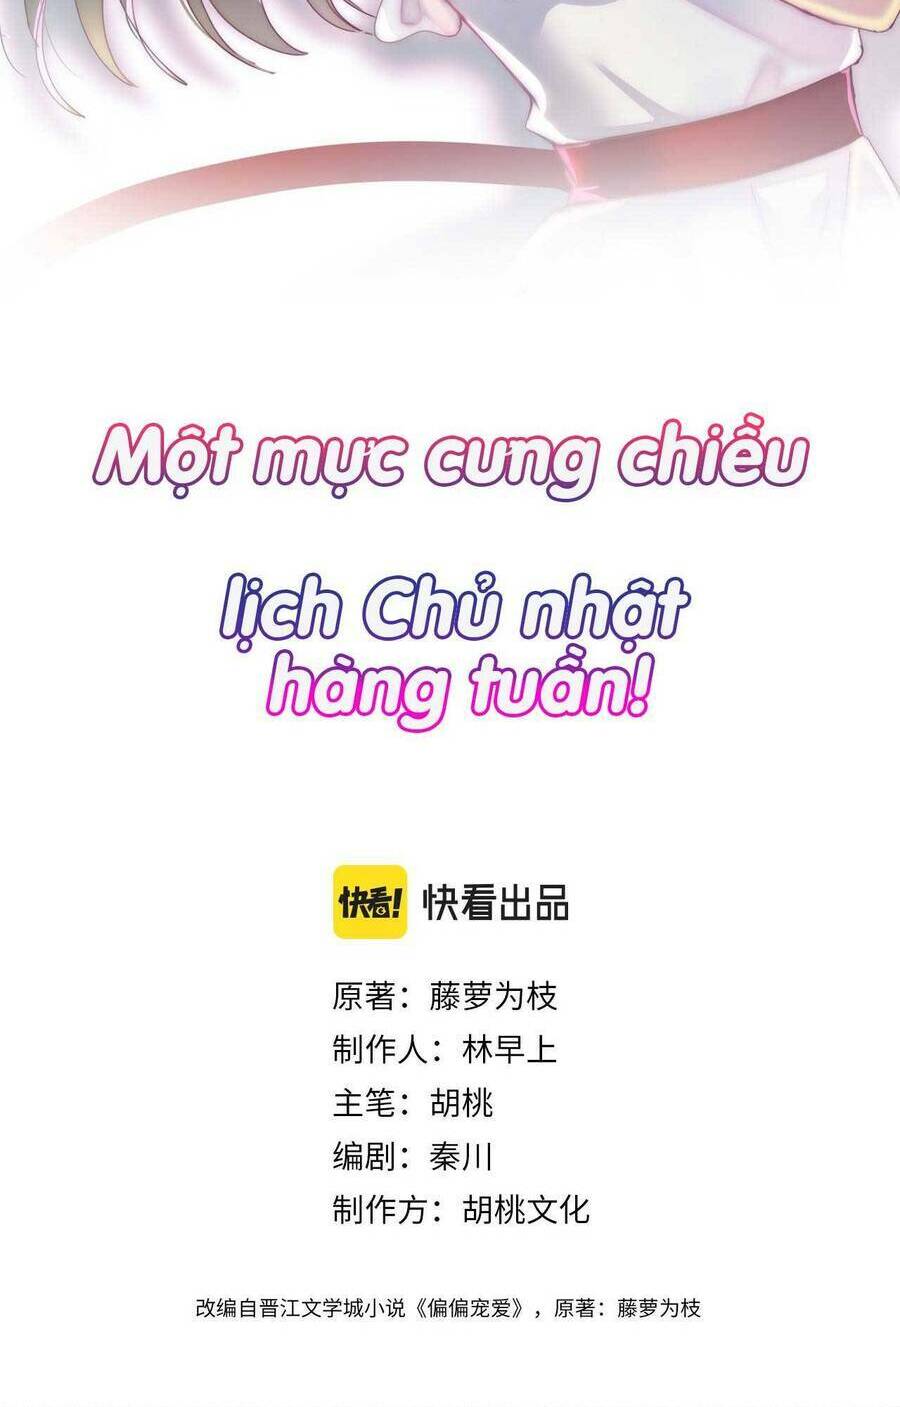 Một mực cưng chiều
lịch Chủ nhật
hàng tuần!
快看! 快看出品
原著：藤萝为枝
制作人：林早上
主笔：胡桃
编剧：秦川
制作方：胡桃文化
改编自晋江文学城小说《偏偏宠爱》，原著：藤萝为枝